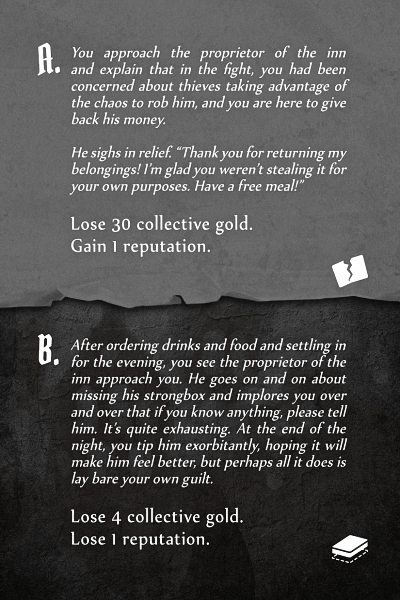 A.
You approach the proprietor of the inn
and explain that in the fight, you had been
concerned about thieves taking advantage of
the chaos to rob him, and you are here to give
back his money.
He sighs in relief. “Thank you for returning my
belongings! I’m glad you weren’t stealing it for
your own purposes. Have a free meal!”
Lose 30 collective gold.
Gain 1 reputation.
B.
After ordering drinks and food and settling in
for the evening, you see the proprietor of the
inn approach you. He goes on and on about
missing his strongbox and implores you over
and over that if you know anything, please tell
him. It’s quite exhausting. At the end of the
night, you tip him exorbitantly, hoping it will
make him feel better, but perhaps all it does is
lay bare your own guilt.
Lose 4 collective gold.
Lose 1 reputation.